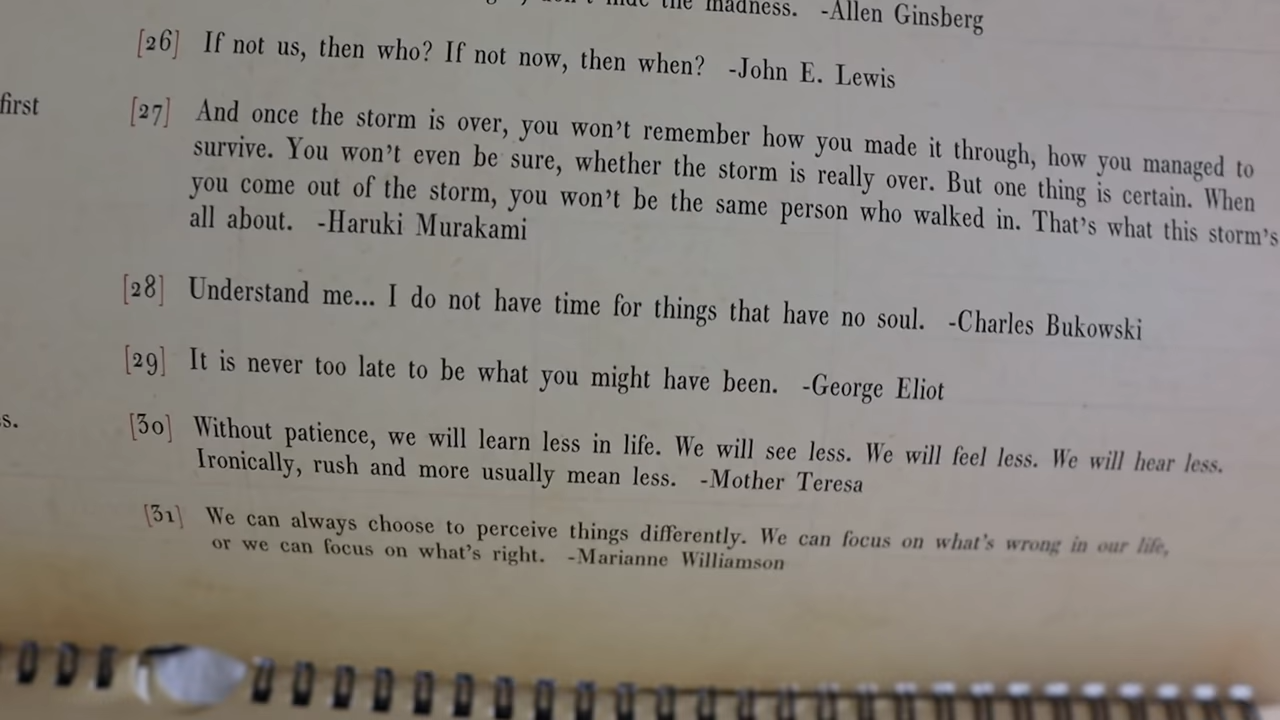 the madness. -Allen Ginsberg
[26] If not us, then who? If not now, then when? -John E. Lewis
first
[27] And once the storm is over, you won't remember how you made it through, how you managed to
survive. You won't even be sure, whether the storm is really over. But one thing is certain. When
you come out of the storm, you won't be the same person who walked in. That's what this storm's
all about. -Haruki Murakami
[28] Understand me... I do not have time for things that have no soul. -Charles Bukowski
[29] It is never too late to be what you might have been. -George Eliot
s.
[30] Without patience, we will learn less in life. We will see less. We will feel less. We will hear less.
Ironically, rush and more usually mean less. -Mother Teresa
[31] We can always choose to perceive things differently. We can focus on what's wrong in our life,
or we can focus on what's right. -Marianne Williamson